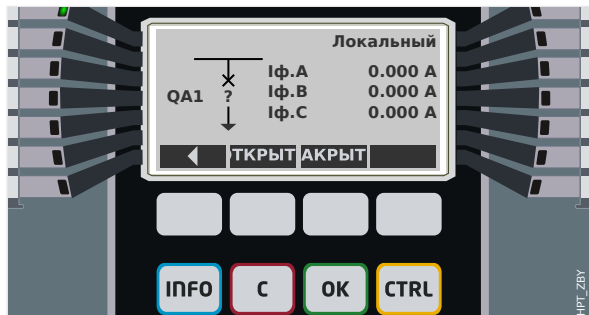 Локальный
Iф.A 0.000 A
QA1 ? Iф.B 0.000 A
Iф.C 0.000 A
ТКРЫТ АКРЫТ
INFO C OK CTRL
HPT_ZBY